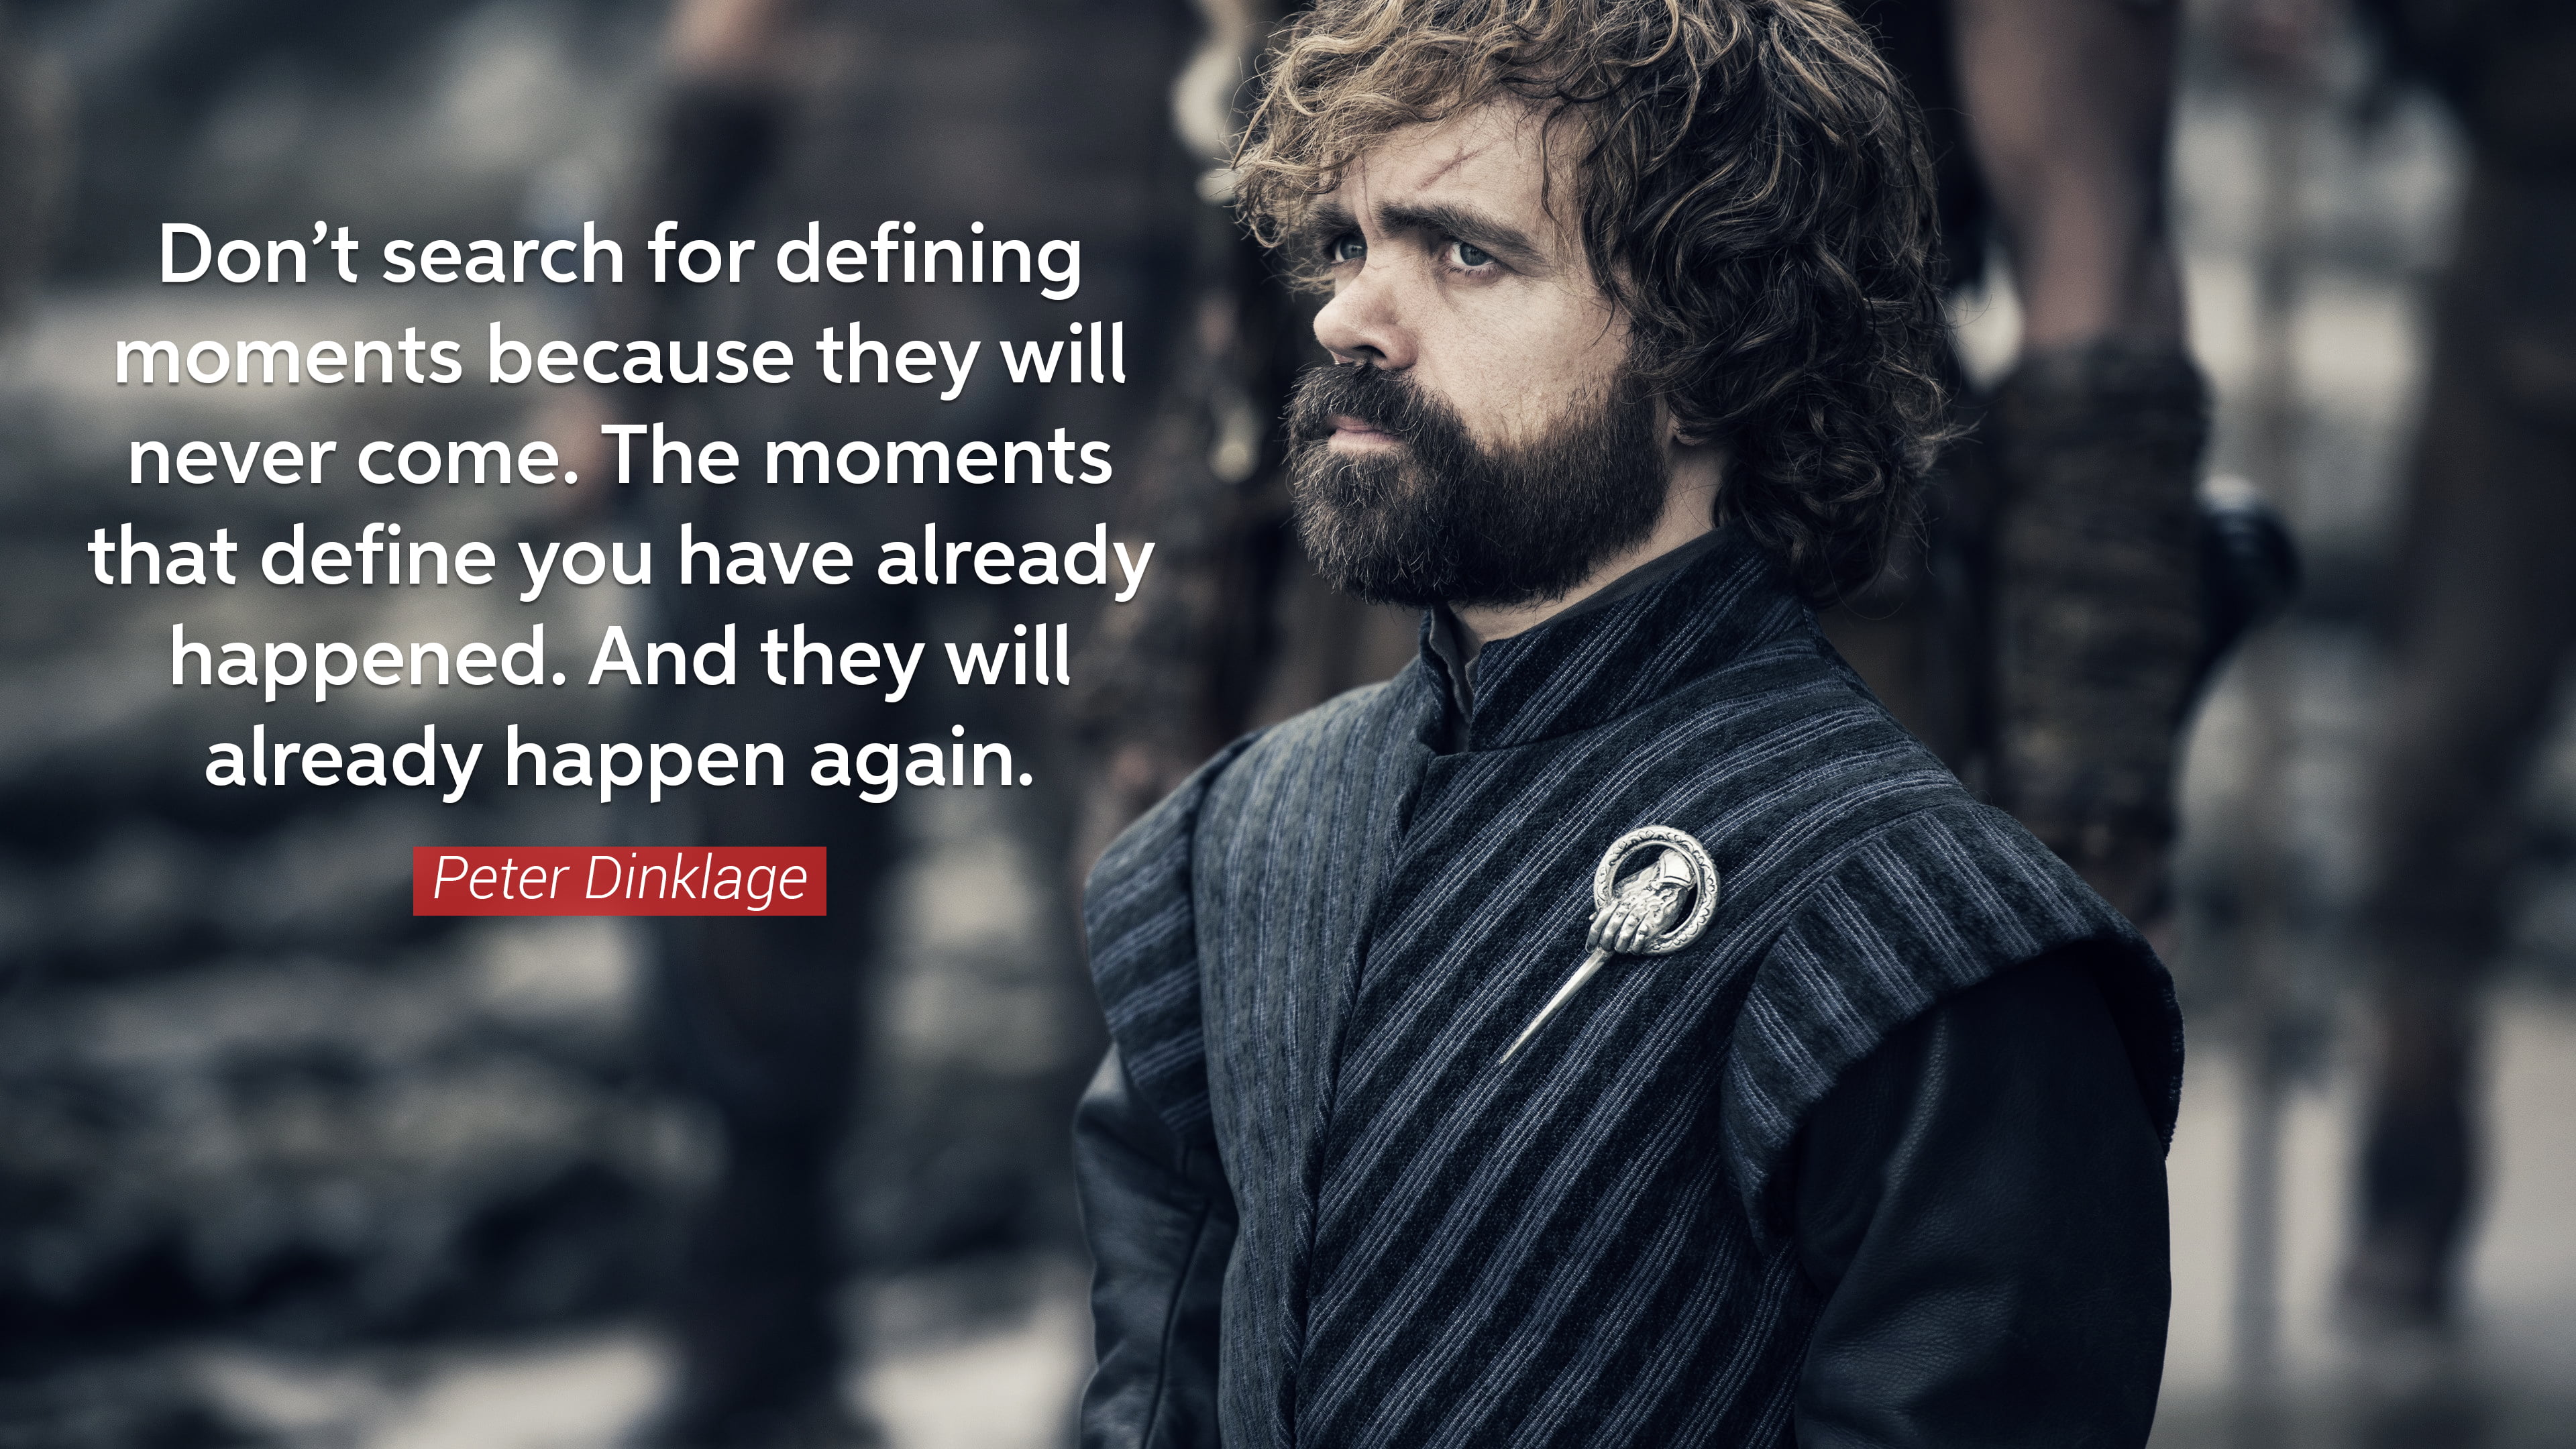 Don’t search for defining
moments because they will
never come. The moments
that define you have already
happened. And they will
already happen again.
Peter Dinklage